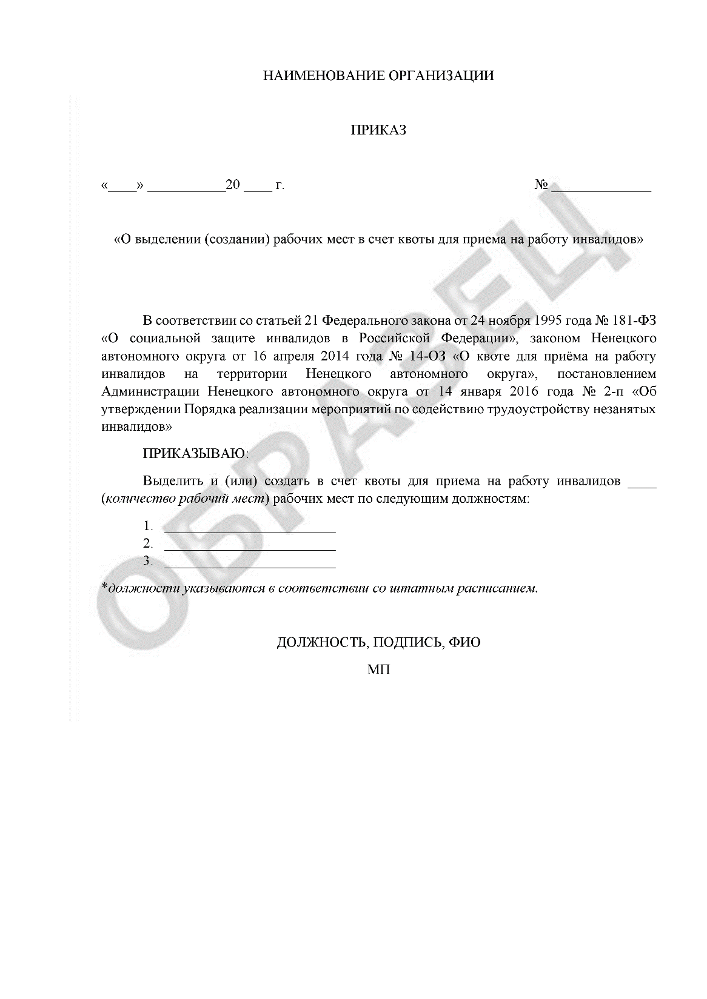 НАИМЕНОВАНИЕ ОРГАНИЗАЦИИ
ПРИКАЗ
«____» ___________20 ____ г. № ______________
«О выделении (создании) рабочих мест в счет квоты для приема на работу инвалидов»
В соответствии со статьей 21 Федерального закона от 24 ноября 1995 года № 181-ФЗ
«О социальной защите инвалидов в Российской Федерации», законом Ненецкого
автономного округа от 16 апреля 2014 года № 14-ОЗ «О квоте для приёма на работу
инвалидов на территории Ненецкого автономного округа», постановлением
Администрации Ненецкого автономного округа от 14 января 2016 года № 2-п «Об
утверждении Порядка реализации мероприятий по содействию трудоустройству незанятых
инвалидов»
ПРИКАЗЫВАЮ:
Выделить и (или) создать в счет квоты для приема на работу инвалидов ____
(количество рабочий мест) рабочих мест по следующим должностям:
1. ________________________
2. ________________________
3. ________________________
*должности указываются в соответствии со штатным расписанием.
ДОЛЖНОСТЬ, ПОДПИСЬ, ФИО
МП
ОБРАЗЕЦ